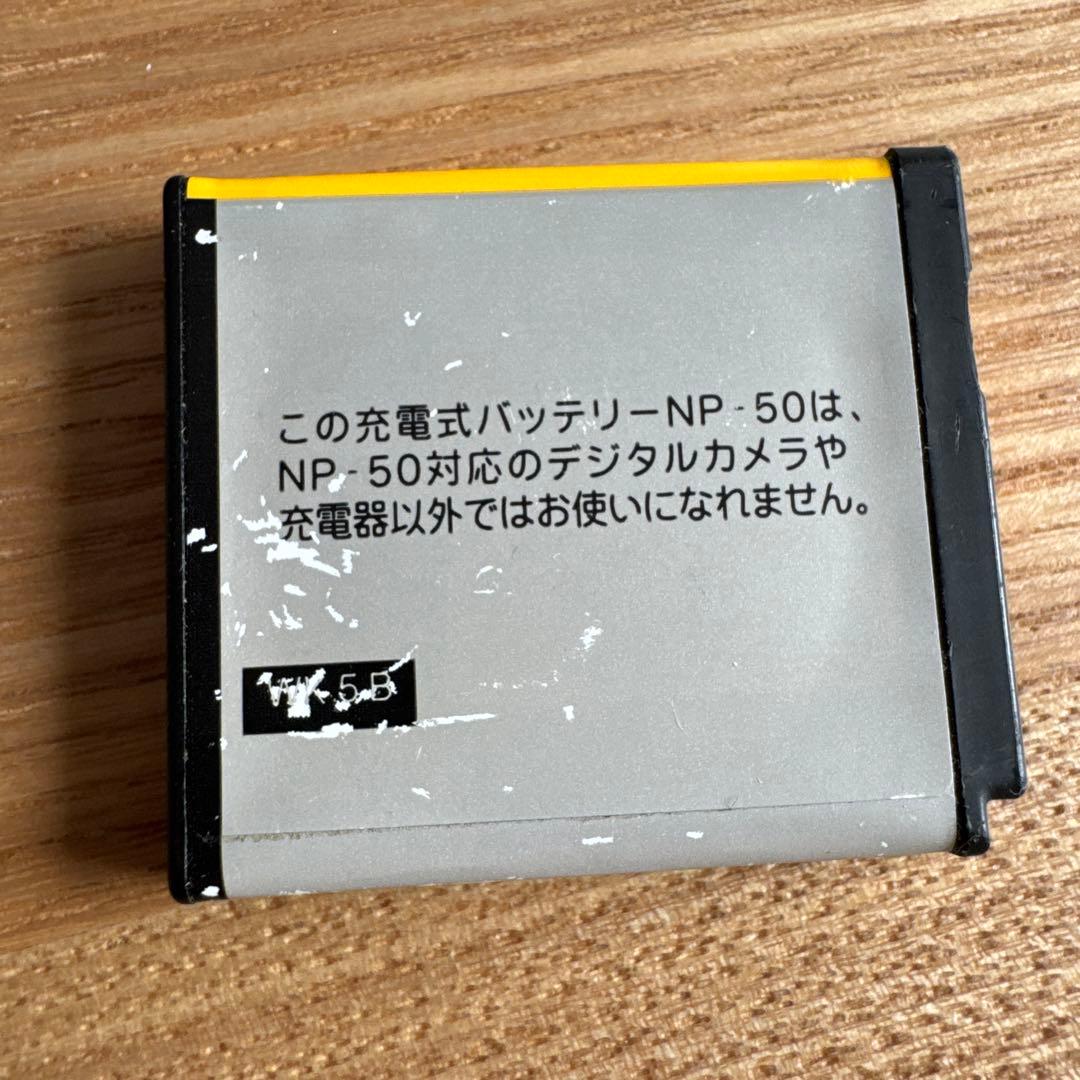 この充電式バッテリーNP-50は、
NP-50対応のデジタルカメラや
充電器以外ではお使いになれません。
5B